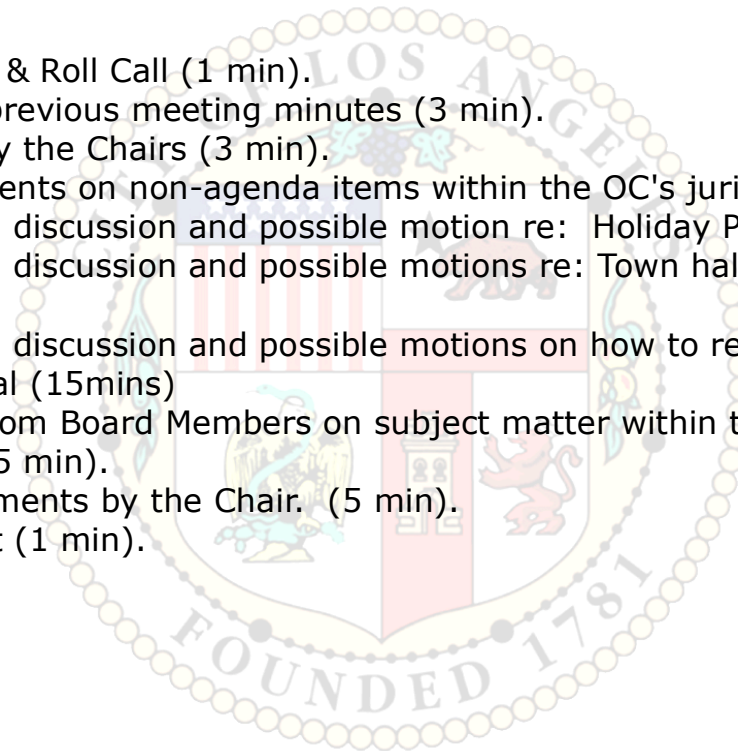 & Roll Call (1 min).
previous meeting minutes (3 min).
y the Chairs (3 min).
ents on non-agenda items within the OC's juri
discussion and possible motion re: Holiday P
discussion and possible motions re: Town hal
discussion and possible motions on how to re
al (15mins)
om Board Members on subject matter within t
5 min).
ments by the Chair. (5 min).
t (1 min).
CITY OF LOS ANGELES
FOUNDED 1781